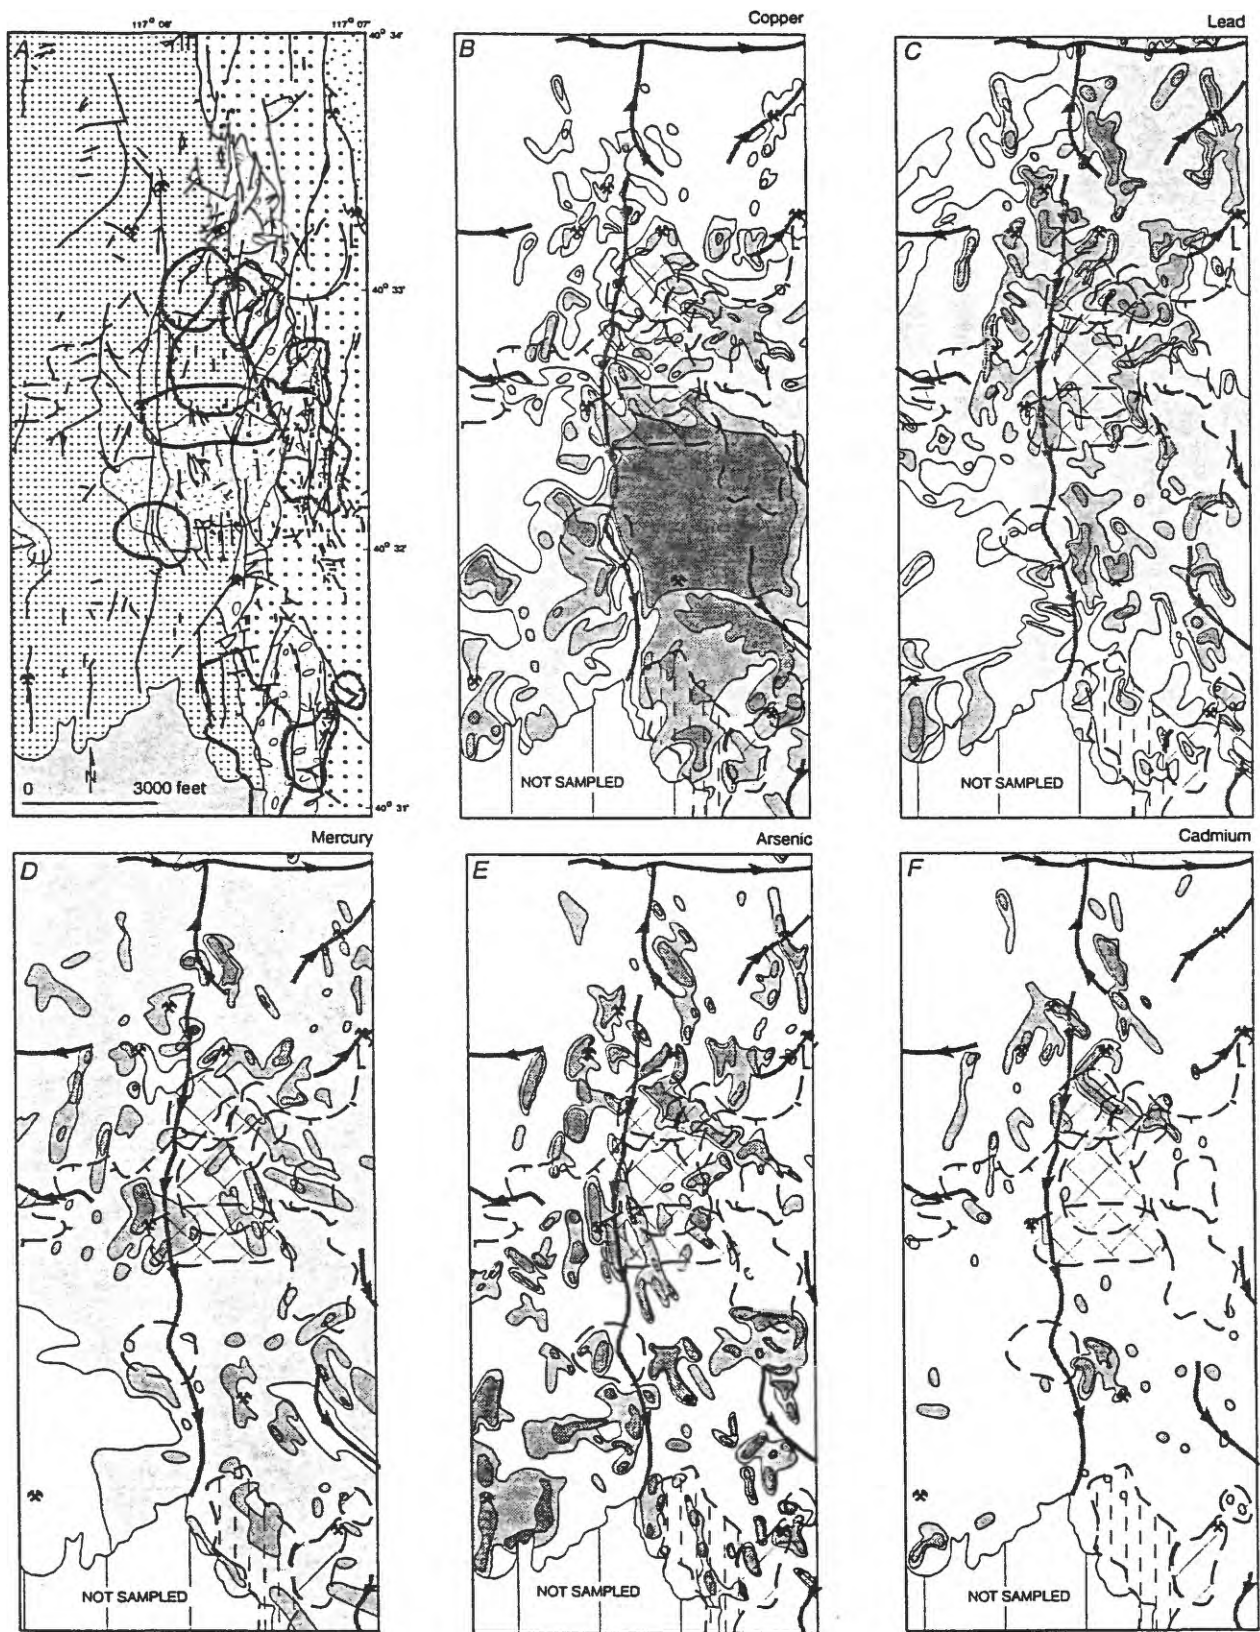 117° 08'
117° 07'
Copper
Lead
A
B
C
40° 34'
L
L
40° 33'
40° 32'
N
0 3000 feet
40° 31'
NOT SAMPLED
NOT SAMPLED
Mercury
Arsenic
Cadmium
D
E
F
L
L
L
NOT SAMPLED
NOT SAMPLED
NOT SAMPLED